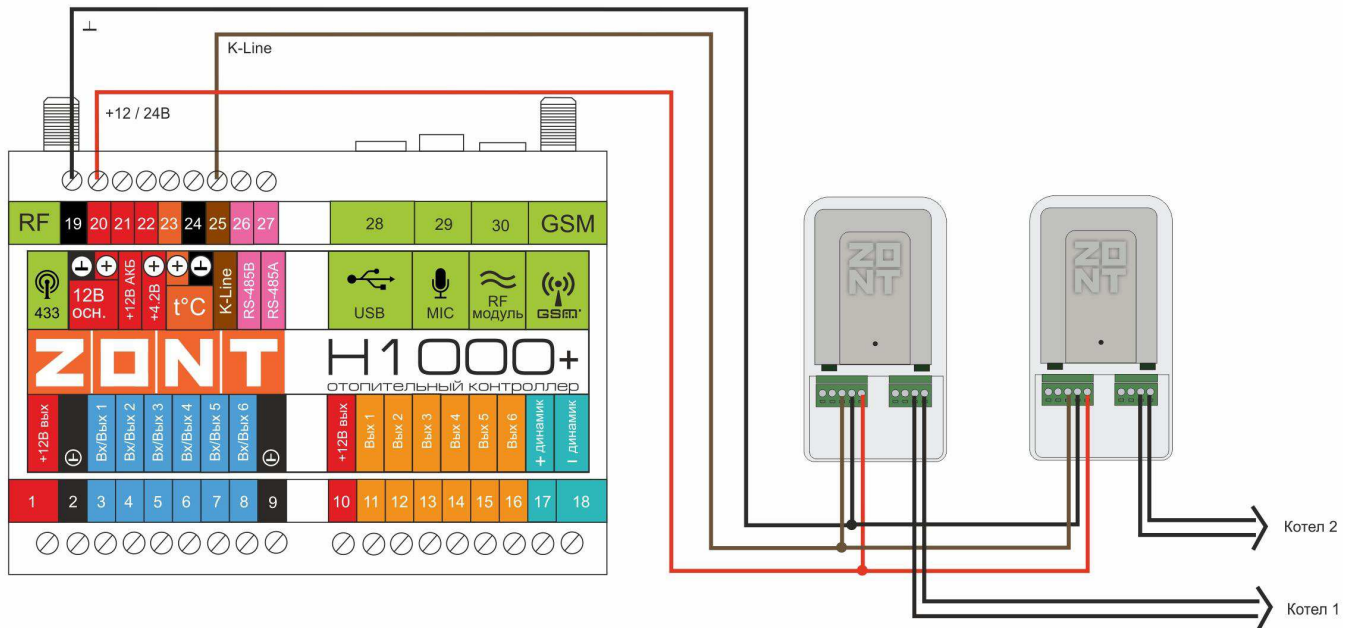 ⊥
K-Line
+12 / 24В
RF 19 20 21 22 23 24 25 26 27 28 29 30 GSM
433
12В
осн.
+12В АКБ
+4.2В
t°C
K-Line
RS-485B
RS-485A
USB
MIC
RF
модуль
GSM
ZONT
H1000+
отопительный контроллер
+12В вых
Вх/Вых 1
Вх/Вых 2
Вх/Вых 3
Вх/Вых 4
Вх/Вых 5
Вх/Вых 6
+12В вых
Вых 1
Вых 2
Вых 3
Вых 4
Вых 5
Вых 6
+ динамик
– динамик
1 2 3 4 5 6 7 8 9 10 11 12 13 14 15 16 17 18
ZO
NT
ZO
NT
Котел 2
Котел 1